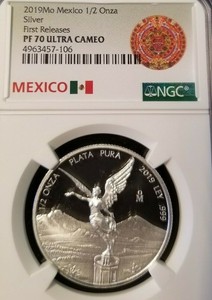 2019Mo Mexico 1/2 Onza
Silver
First Releases
PF 70 ULTRA CAMEO
4963457-106
MEXICO
NGC
1/2 ONZA PLATA PURA 2019 LEY .999
Mo